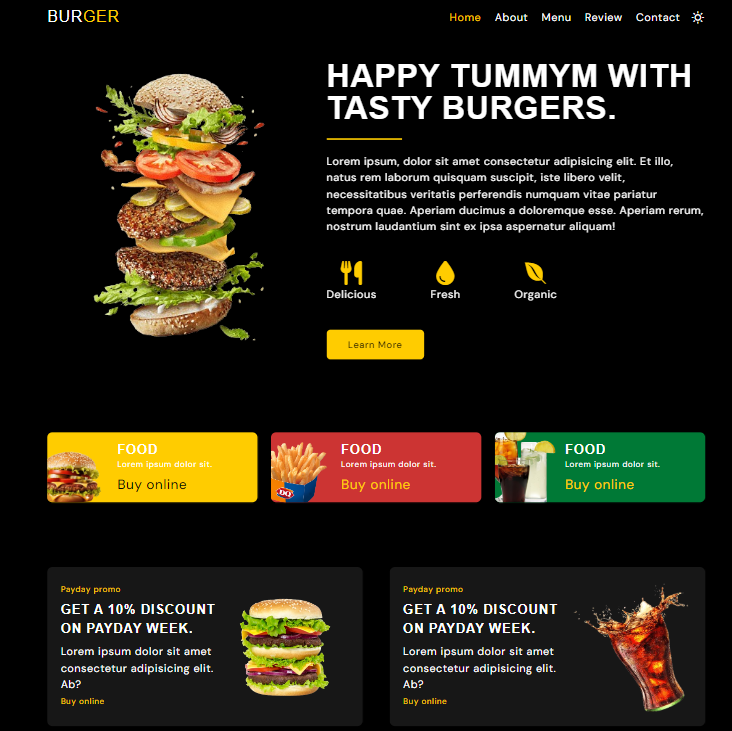 BURGER
Home About Menu Review Contact
HAPPY TUMMYM WITH
TASTY BURGERS.
Lorem ipsum, dolor sit amet consectetur adipisicing elit. Et illo,
natus rem laborum quisquam suscipit, iste libero velit,
necessitatibus veritatis perferendis numquam vitae pariatur
tempora quae. Aperiam ducimus a doloremque esse. Aperiam rerum,
nostrum laudantium sint ex ipsa aspernatur aliquam!
Delicious Fresh Organic
Learn More
FOOD
Lorem ipsum dolor sit.
Buy online
DQ
FOOD
Lorem ipsum dolor sit.
Buy online
FOOD
Lorem ipsum dolor sit.
Buy online
Payday promo
GET A 10% DISCOUNT
ON PAYDAY WEEK.
Lorem ipsum dolor sit amet
consectetur adipisicing elit.
Ab?
Buy online
Payday promo
GET A 10% DISCOUNT
ON PAYDAY WEEK.
Lorem ipsum dolor sit amet
consectetur adipisicing elit.
Ab?
Buy online